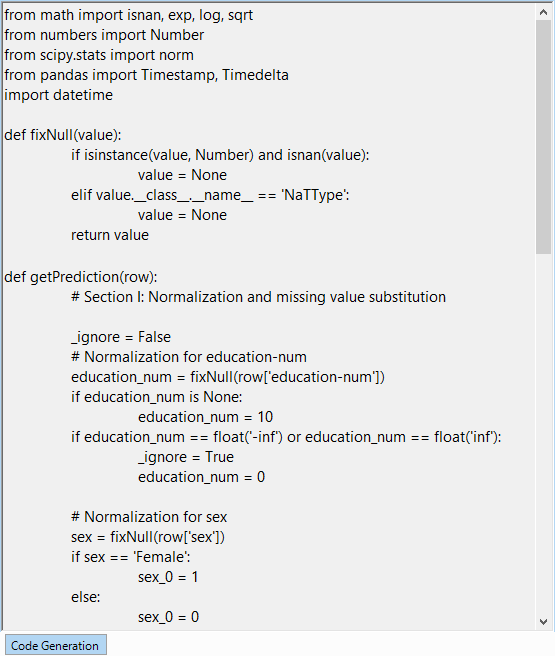 from math import isnan, exp, log, sqrt
from numbers import Number
from scipy.stats import norm
from pandas import Timestamp, Timedelta
import datetime

def fixNull(value):
	if isinstance(value, Number) and isnan(value):
		value = None
	elif value.__class__.__name__ == 'NaTType':
		value = None
	return value

def getPrediction(row):
	# Section I: Normalization and missing value substitution

	_ignore = False
	# Normalization for education-num
	education_num = fixNull(row['education-num'])
	if education_num is None:
		education_num = 10
	if education_num == float('-inf') or education_num == float('inf'):
		_ignore = True
		education_num = 0

	# Normalization for sex
	sex = fixNull(row['sex'])
	if sex == 'Female':
		sex_0 = 1
	else:
		sex_0 = 0
Code Generation